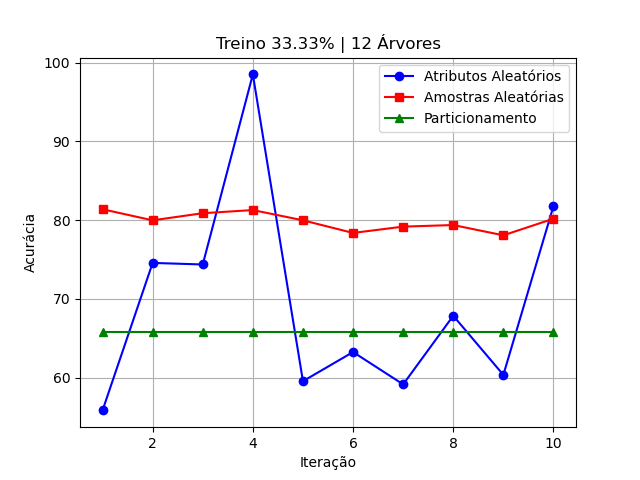 Treino 33.33% | 12 Árvores
Atributos Aleatórios
Amostras Aleatórias
Particionamento
Acurácia
100
90
80
70
60
2
4
6
8
10
Iteração